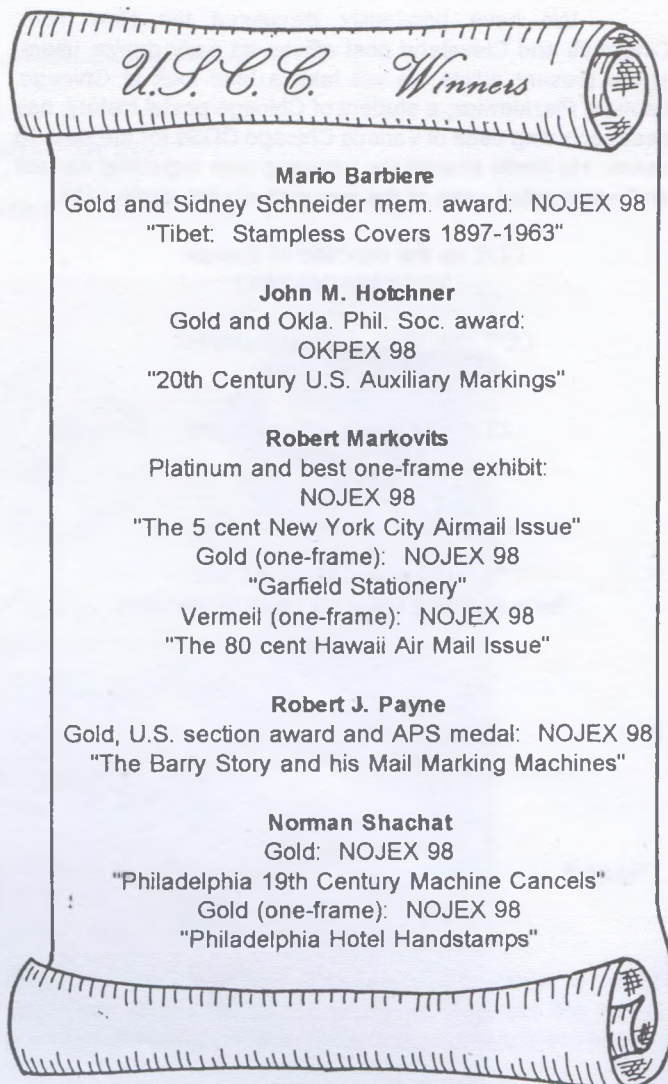 U.S.C.C. Winners
Mario Barbiere
Gold and Sidney Schneider mem. award: NOJEX 98
"Tibet: Stampless Covers 1897-1963"
John M. Hotchner
Gold and Okla. Phil. Soc. award:
OKPEX 98
"20th Century U.S. Auxiliary Markings"
Robert Markovits
Platinum and best one-frame exhibit:
NOJEX 98
"The 5 cent New York City Airmail Issue"
Gold (one-frame): NOJEX 98
"Garfield Stationery"
Vermeil (one-frame): NOJEX 98
"The 80 cent Hawaii Air Mail Issue"
Robert J. Payne
Gold, U.S. section award and APS medal: NOJEX 98
"The Barry Story and his Mail Marking Machines"
Norman Shachat
Gold: NOJEX 98
"Philadelphia 19th Century Machine Cancels"
Gold (one-frame): NOJEX 98
"Philadelphia Hotel Handstamps"